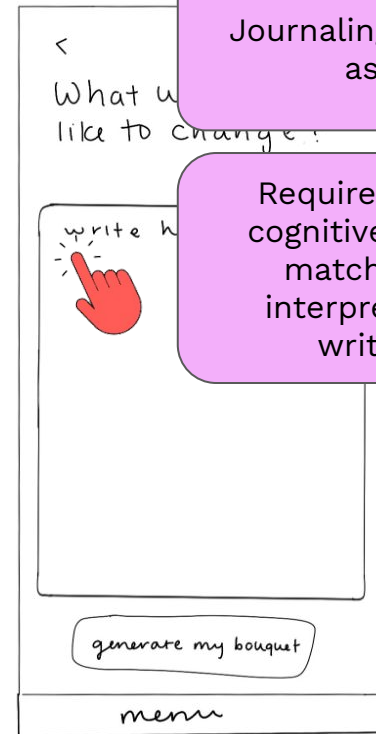 <
What w
like to change?
write h
generate my bouquet
menu
Journaling
as
Require
cognitive
match
interpre
writ